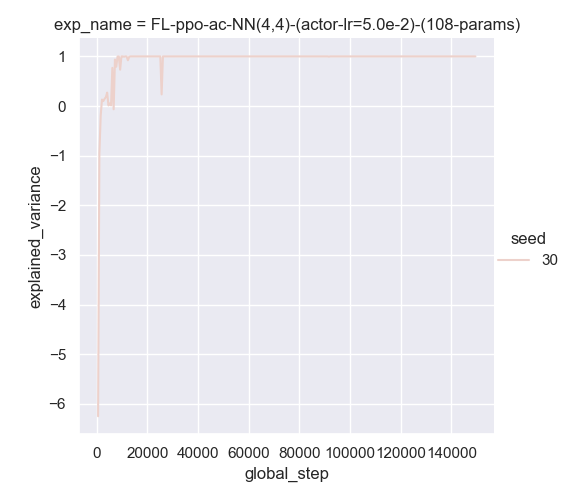 exp_name = FL-ppo-ac-NN(4,4)-(actor-lr=5.0e-2)-(108-params)
1
0
−1
−2
−3
−4
−5
−6
explained_variance
0 20000 40000 60000 80000 100000 120000 140000
global_step
seed
30